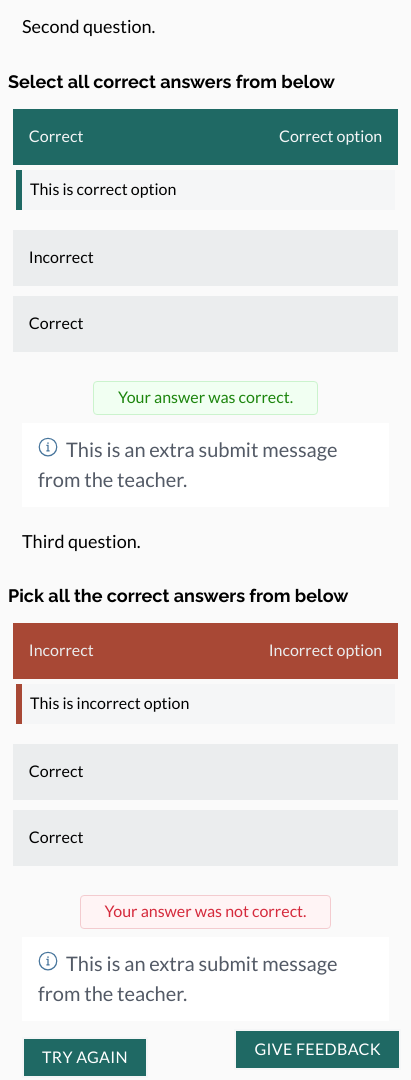 Second question.
Select all correct answers from below
Correct Correct option
This is correct option
Incorrect
Correct
Your answer was correct.
This is an extra submit message
from the teacher.
Third question.
Pick all the correct answers from below
Incorrect Incorrect option
This is incorrect option
Correct
Correct
Your answer was not correct.
This is an extra submit message
from the teacher.
TRY AGAIN GIVE FEEDBACK